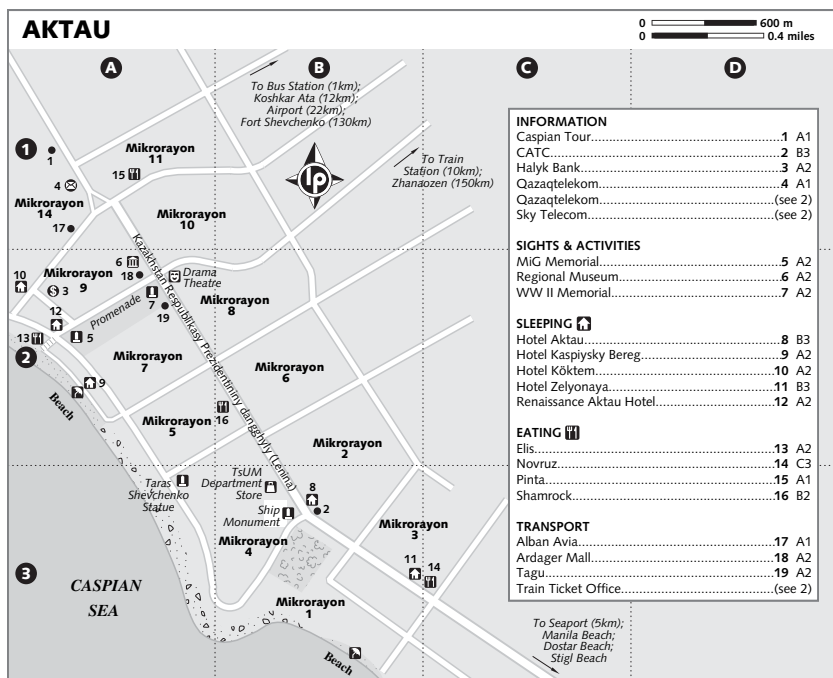 AKTAU
0 600 m
0 0.4 miles
A B C D
To Bus Station (1km);
Koshkar Ata (12km);
Airport (22km);
Fort Shevchenko (130km)
1
1
Mikrorayon
11
15
To Train
Station (10km);
Zhanaozen (150km)
lp
4
Mikrorayon
14
17
Mikrorayon
10
Kazakhstan Respublikasy Prezidentininy dangghyly (Lenina)
6
18
Drama
Theatre
10
Mikrorayon
9
$ 3
Promenade
7
19
Mikrorayon
8
12
13
5
2
Mikrorayon
7
Mikrorayon
6
9
Beach
Mikrorayon
5
16
Mikrorayon
2
Taras
Shevchenko
Statue
TsUM
Department
Store
8
2
Ship
Monument
Mikrorayon
4
Mikrorayon
3
11 14
3
CASPIAN
SEA
Mikrorayon
1
Beach
To Seaport (5km);
Manila Beach;
Dostar Beach;
Stigl Beach
INFORMATION
Caspian Tour 1 A1
CATC 2 B3
Halyk Bank 3 A2
Qazaqtelekom 4 A1
Qazaqtelekom (see 2)
Sky Telecom (see 2)
SIGHTS & ACTIVITIES
MiG Memorial 5 A2
Regional Museum 6 A2
WW II Memorial 7 A2
SLEEPING
Hotel Aktau 8 B3
Hotel Kaspiysky Bereg 9 A2
Hotel Köktem 10 A2
Hotel Zelyonaya 11 B3
Renaissance Aktau Hotel 12 A2
EATING
Elis 13 A2
Novruz 14 C3
Pinta 15 A1
Shamrock 16 B2
TRANSPORT
Alban Avia 17 A1
Ardager Mall 18 A2
Tagu 19 A2
Train Ticket Office (see 2)